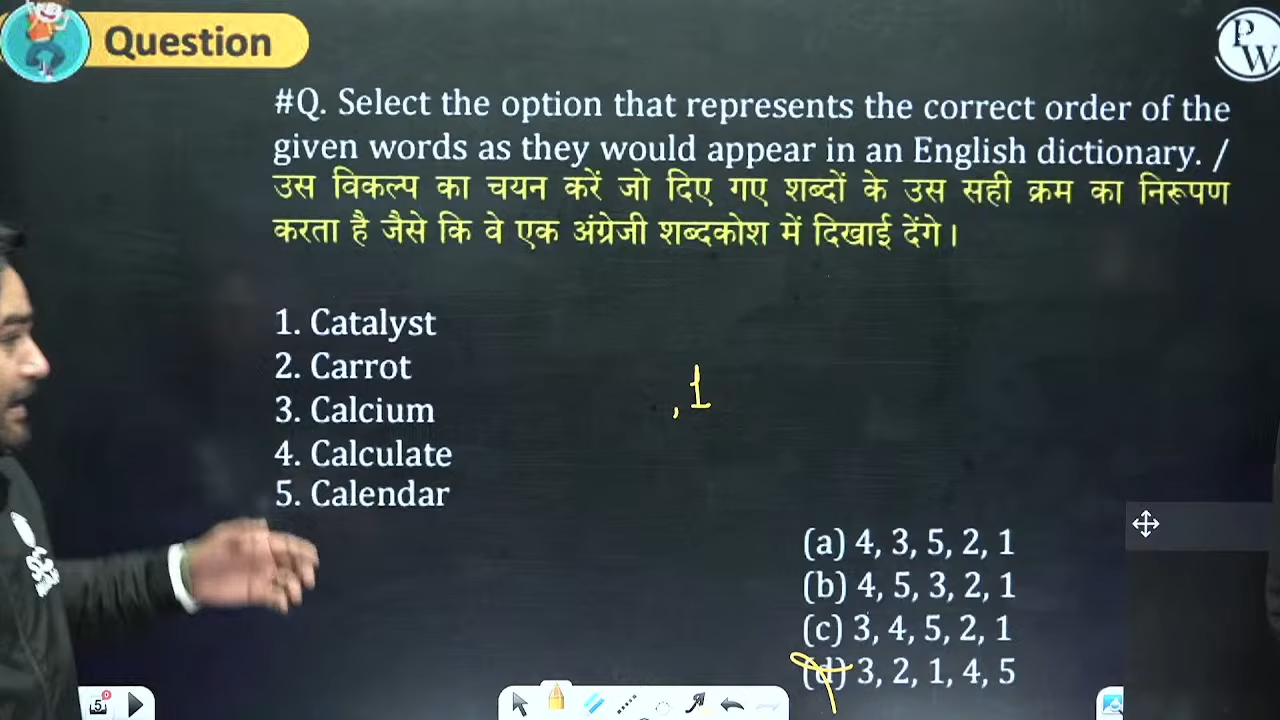 Question
PW
#Q. Select the option that represents the correct order of the
given words as they would appear in an English dictionary. /
उस विकल्प का चयन करें जो दिए गए शब्दों के उस सही क्रम का निरूपण
करता है जैसे कि वे एक अंग्रेजी शब्दकोश में दिखाई देंगे।
1. Catalyst
2. Carrot
3. Calcium
4. Calculate
5. Calendar
, 1
(a) 4, 3, 5, 2, 1
(b) 4, 5, 3, 2, 1
(c) 3, 4, 5, 2, 1
(d) 3, 2, 1, 4, 5